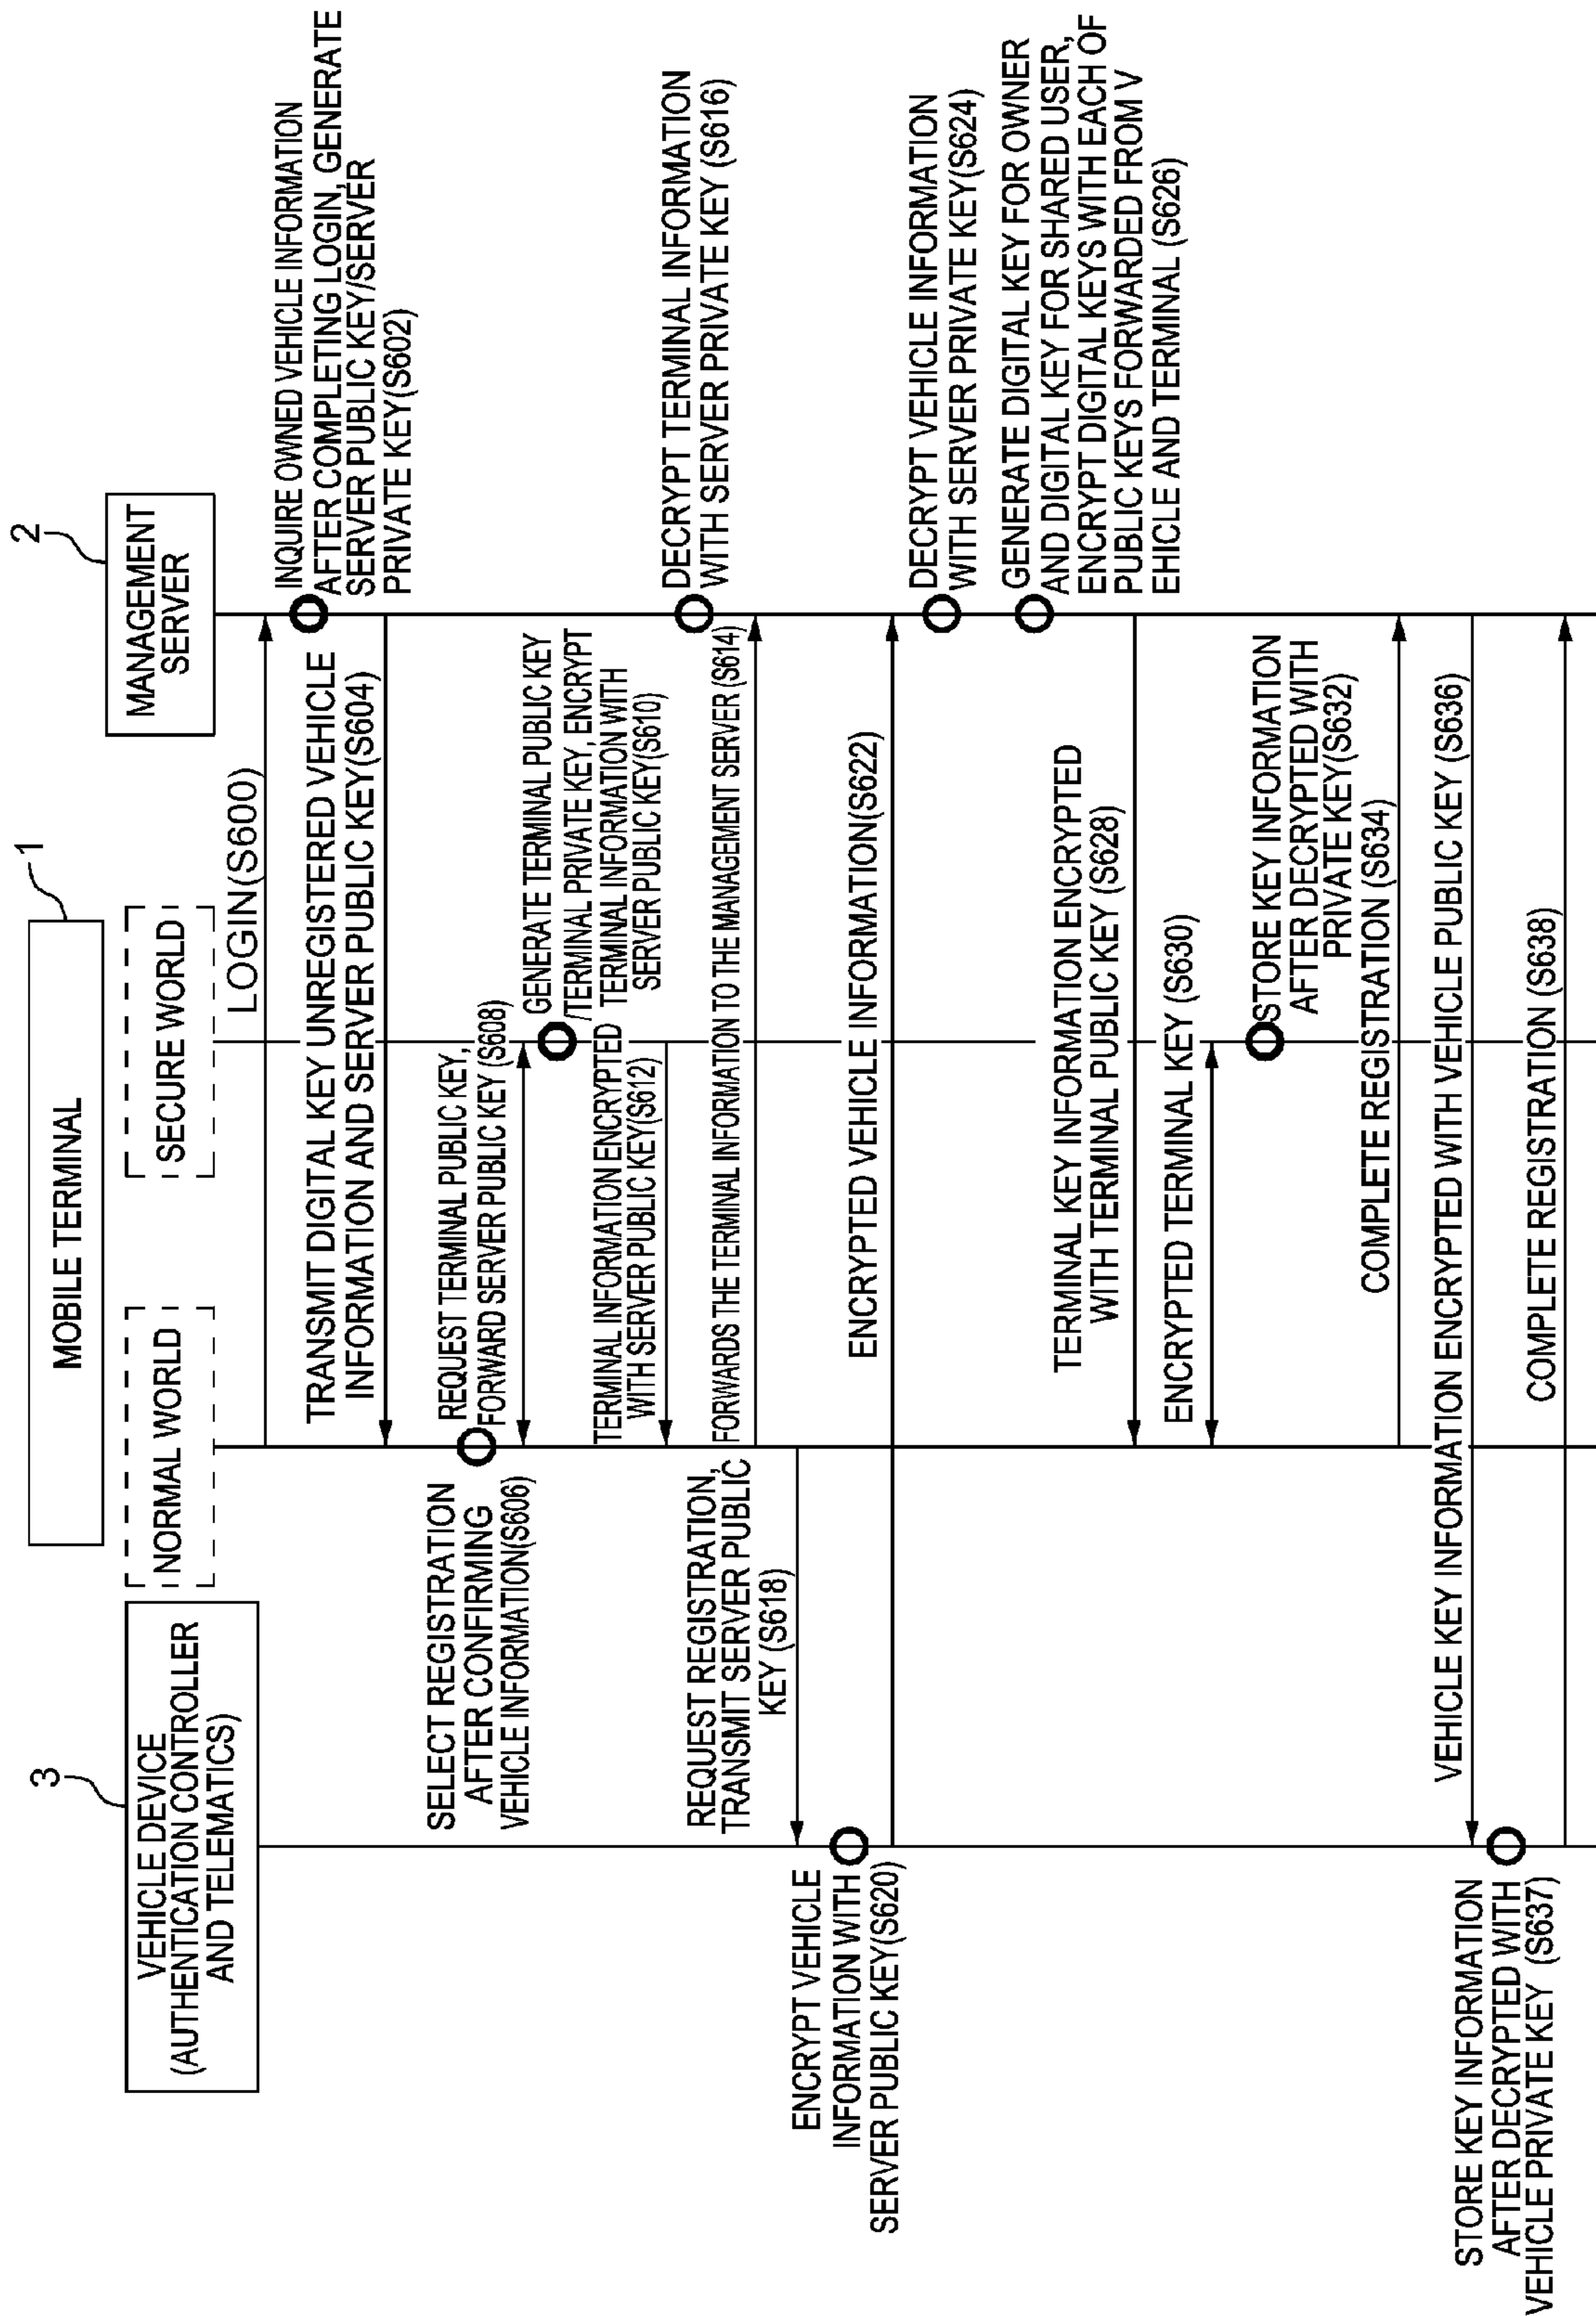 3
VEHICLE DEVICE
(AUTHENTICATION CONTROLLER
AND TELEMATICS)
MOBILE TERMINAL
1
NORMAL WORLD
SECURE WORLD
2
MANAGEMENT
SERVER
LOGIN(S600)
INQUIRE OWNED VEHICLE INFORMATION
AFTER COMPLETING LOGIN, GENERATE
SERVER PUBLIC KEY/SERVER
PRIVATE KEY(S602)
TRANSMIT DIGITAL KEY UNREGISTERED VEHICLE
INFORMATION AND SERVER PUBLIC KEY(S604)
SELECT REGISTRATION
AFTER CONFIRMING
VEHICLE INFORMATION(S606)
REQUEST TERMINAL PUBLIC KEY,
FORWARD SERVER PUBLIC KEY (S608)
GENERATE TERMINAL PUBLIC KEY
/TERMINAL PRIVATE KEY, ENCRYPT
TERMINAL INFORMATION WITH
SERVER PUBLIC KEY(S610)
TERMINAL INFORMATION ENCRYPTED
WITH SERVER PUBLIC KEY(S612)
FORWARDS THE TERMINAL INFORMATION TO THE MANAGEMENT SERVER (S614)
DECRYPT TERMINAL INFORMATION
WITH SERVER PRIVATE KEY (S616)
REQUEST REGISTRATION,
TRANSMIT SERVER PUBLIC
KEY (S618)
ENCRYPT VEHICLE
INFORMATION WITH
SERVER PUBLIC KEY(S620)
ENCRYPTED VEHICLE INFORMATION(S622)
DECRYPT VEHICLE INFORMATION
WITH SERVER PRIVATE KEY(S624)
GENERATE DIGITAL KEY FOR OWNER
AND DIGITAL KEY FOR SHARED USER,
ENCRYPT DIGITAL KEYS WITH EACH OF
PUBLIC KEYS FORWARDED FROM V
EHICLE AND TERMINAL (S626)
TERMINAL KEY INFORMATION ENCRYPTED
WITH TERMINAL PUBLIC KEY (S628)
ENCRYPTED TERMINAL KEY (S630)
STORE KEY INFORMATION
AFTER DECRYPTED WITH
PRIVATE KEY(S632)
COMPLETE REGISTRATION (S634)
VEHICLE KEY INFORMATION ENCRYPTED WITH VEHICLE PUBLIC KEY (S636)
STORE KEY INFORMATION
AFTER DECRYPTED WITH
VEHICLE PRIVATE KEY (S637)
COMPLETE REGISTRATION (S638)